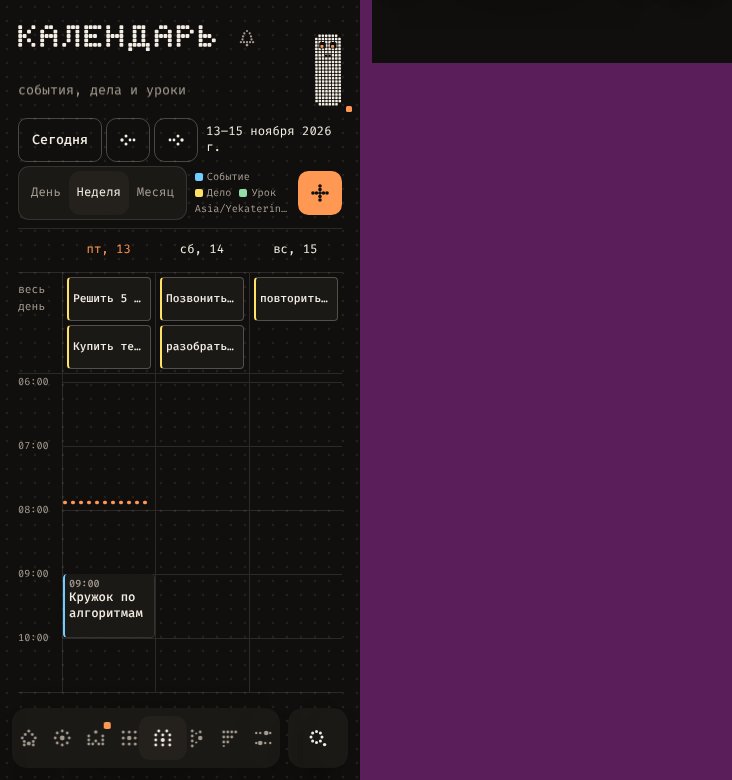 КАЛЕНДАРЬ
события, дела и уроки
Сегодня
13–15 ноября 2026 г.
День Неделя Месяц
Событие
Дело Урок
Asia/Yekaterin…
пт, 13 сб, 14 вс, 15
весь день
Решить 5 … Позвонить… повторить…
Купить те… разобрать…
06:00
07:00
08:00
09:00
09:00
Кружок по
алгоритмам
10:00